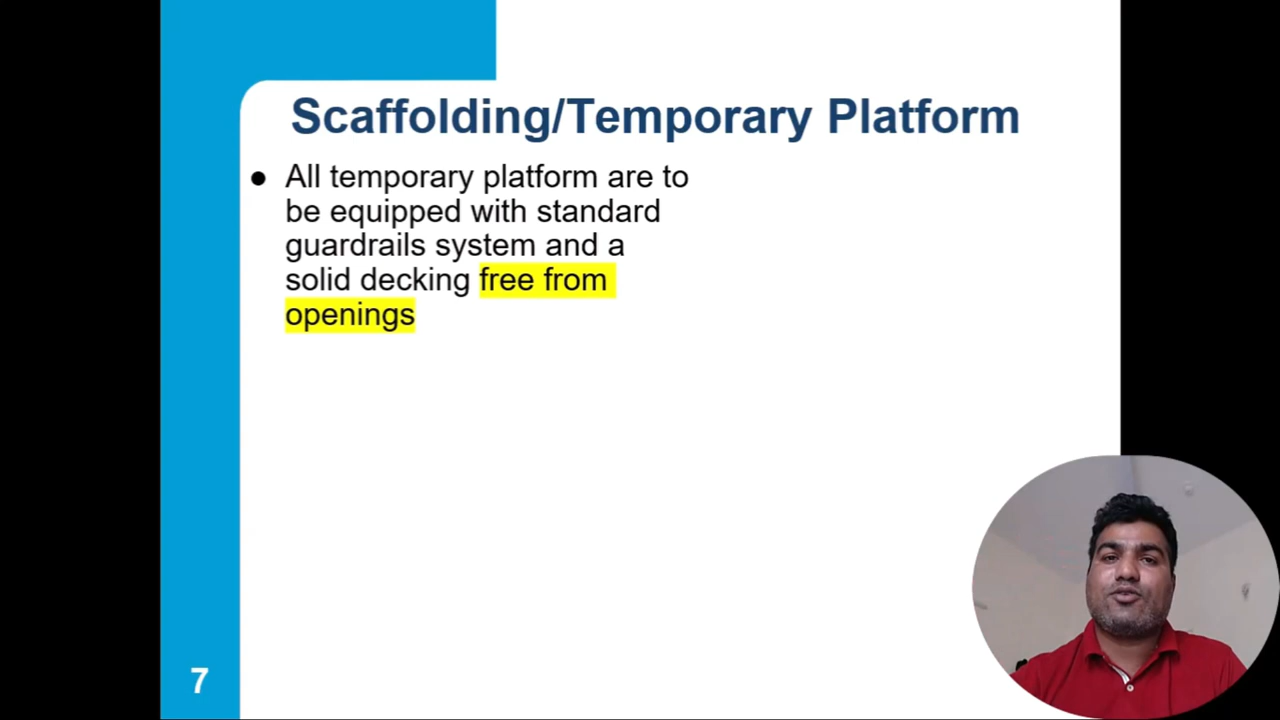 Scaffolding/Temporary Platform
● All temporary platform are to
be equipped with standard
guardrails system and a
solid decking free from
openings
7